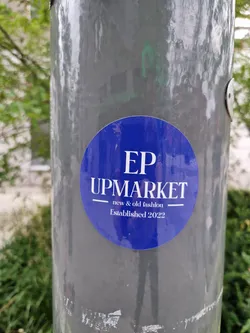 EP
UPMARKET
new & old fashion
Established 2022